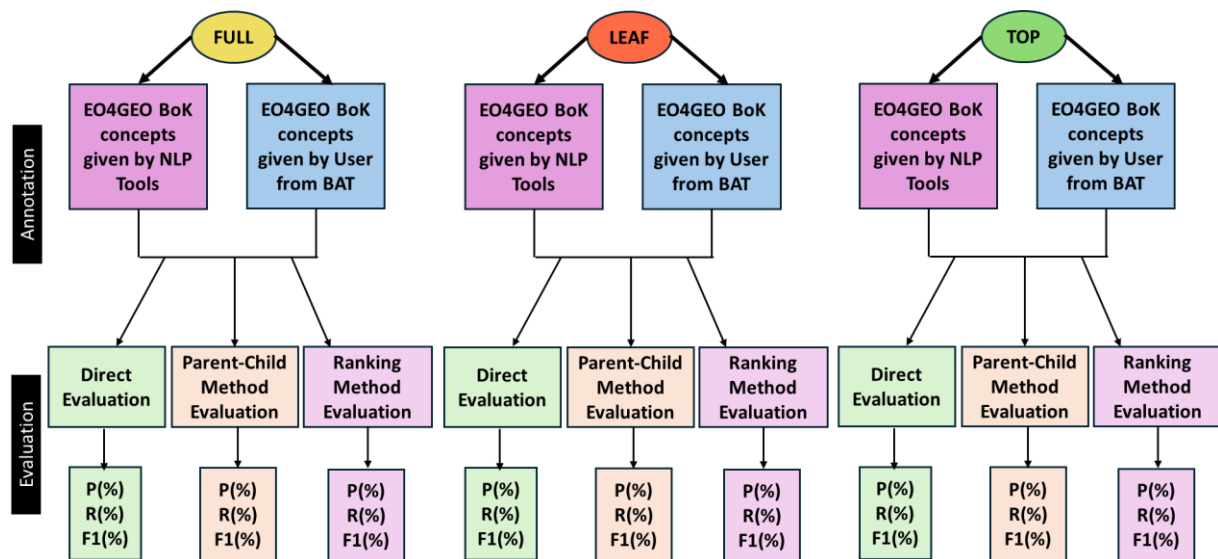 FULL
LEAF
TOP
Annotation
EO4GEO BoK
concepts
given by NLP
Tools
EO4GEO BoK
concepts
given by User
from BAT
EO4GEO BoK
concepts
given by NLP
Tools
EO4GEO BoK
concepts
given by User
from BAT
EO4GEO BoK
concepts
given by NLP
Tools
EO4GEO BoK
concepts
given by User
from BAT
Evaluation
Direct
Evaluation
Parent-Child
Method
Evaluation
Ranking
Method
Evaluation
Direct
Evaluation
Parent-Child
Method
Evaluation
Ranking
Method
Evaluation
Direct
Evaluation
Parent-Child
Method
Evaluation
Ranking
Method
Evaluation
P(%)
R(%)
F1(%)
P(%)
R(%)
F1(%)
P(%)
R(%)
F1(%)
P(%)
R(%)
F1(%)
P(%)
R(%)
F1(%)
P(%)
R(%)
F1(%)
P(%)
R(%)
F1(%)
P(%)
R(%)
F1(%)
P(%)
R(%)
F1(%)